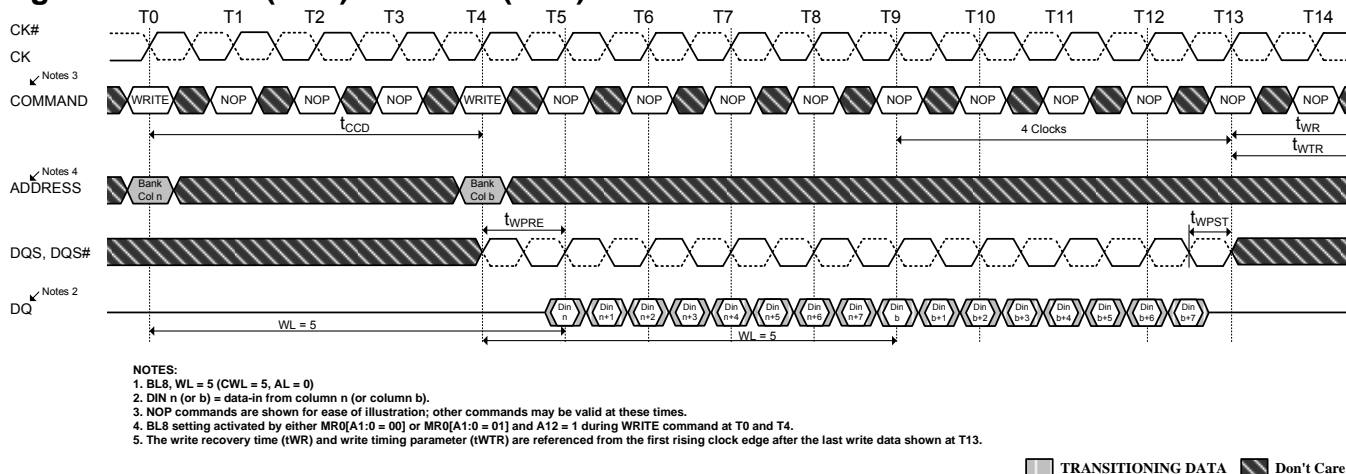 T0 T1 T2 T3 T4 T5 T6 T7 T8 T9 T10 T11 T12 T13 T14
CK#
CK
Notes 3
COMMAND
WRITE NOP NOP NOP WRITE NOP NOP NOP NOP NOP NOP NOP NOP NOP NOP
tCCD
4 Clocks
tWR
tWTR
Notes 4
ADDRESS
Bank Col n
Bank Col b
tWPRE
tWPST
DQS, DQS#
Notes 2
DQ
Din n Din n+1 Din n+2 Din n+3 Din n+4 Din n+5 Din n+6 Din n+7 Din b Din b+1 Din b+2 Din b+3 Din b+4 Din b+5 Din b+6 Din b+7
WL = 5
WL = 5
NOTES:
1. BL8, WL = 5 (CWL = 5, AL = 0)
2. DIN n (or b) = data-in from column n (or column b).
3. NOP commands are shown for ease of illustration; other commands may be valid at these times.
4. BL8 setting activated by either MR0[A1:0 = 00] or MR0[A1:0 = 01] and A12 = 1 during WRITE command at T0 and T4.
5. The write recovery time (tWR) and write timing parameter (tWTR) are referenced from the first rising clock edge after the last write data shown at T13.
TRANSITIONING DATA Don't Care